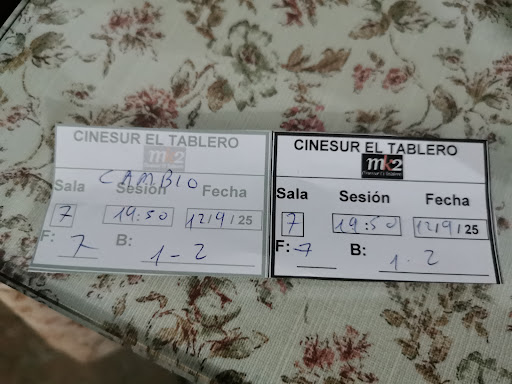 CINESUR EL TABLERO
mk2
CAMBIO
Sala Sesión Fecha
7 19:50 12/9/25
F: 7 B: 1-2
CINESUR EL TABLERO
mk2
Sala Sesión Fecha
7 19:50 12/9/25
F: 7 B: 1-2